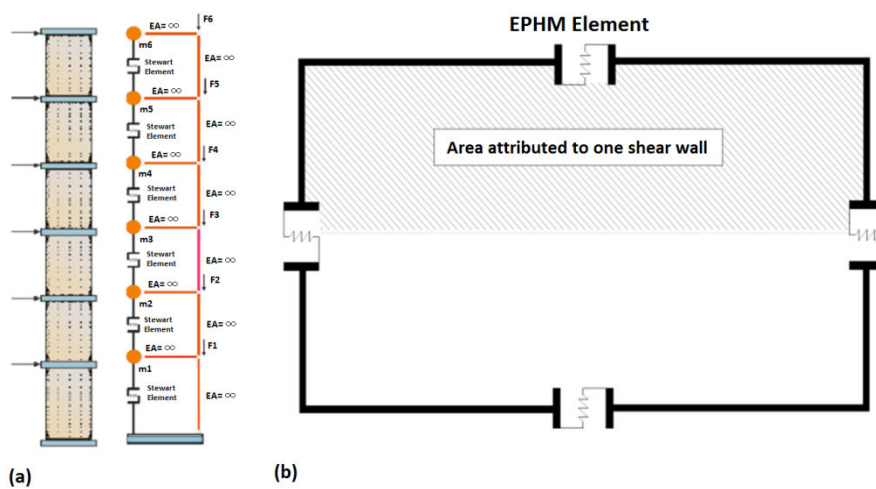 EPHM Element
F6
EA= ∞
m6
Stewart
Element
EA= ∞
F5
EA= ∞
m5
Stewart
Element
EA= ∞
F4
EA= ∞
m4
Stewart
Element
EA= ∞
F3
EA= ∞
m3
Stewart
Element
EA= ∞
F2
EA= ∞
m2
Stewart
Element
EA= ∞
F1
EA= ∞
m1
Stewart
Element
EA= ∞
(a)
Area attributed to one shear wall
(b)